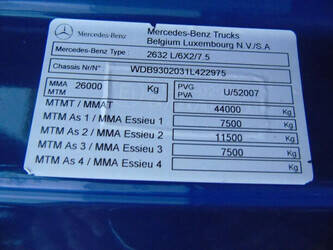 Mercedes-Benz
Mercedes-Benz Trucks
Belgium Luxembourg N.V./S.A
Mercedes-Benz Type : 2632 L/6X2/7.5
Chassis Nr/N° WDB9302031L422975
MMA
MTM 26000 Kg
PVG
PVA U/52007
MTMT / MMAT 44000 Kg
MTM As 1 / MMA Essieu 1 7500 Kg
MTM As 2 / MMA Essieu 2 11500 Kg
MTM As 3 / MMA Essieu 3 7500 Kg
MTM As 4 / MMA Essieu 4 Kg